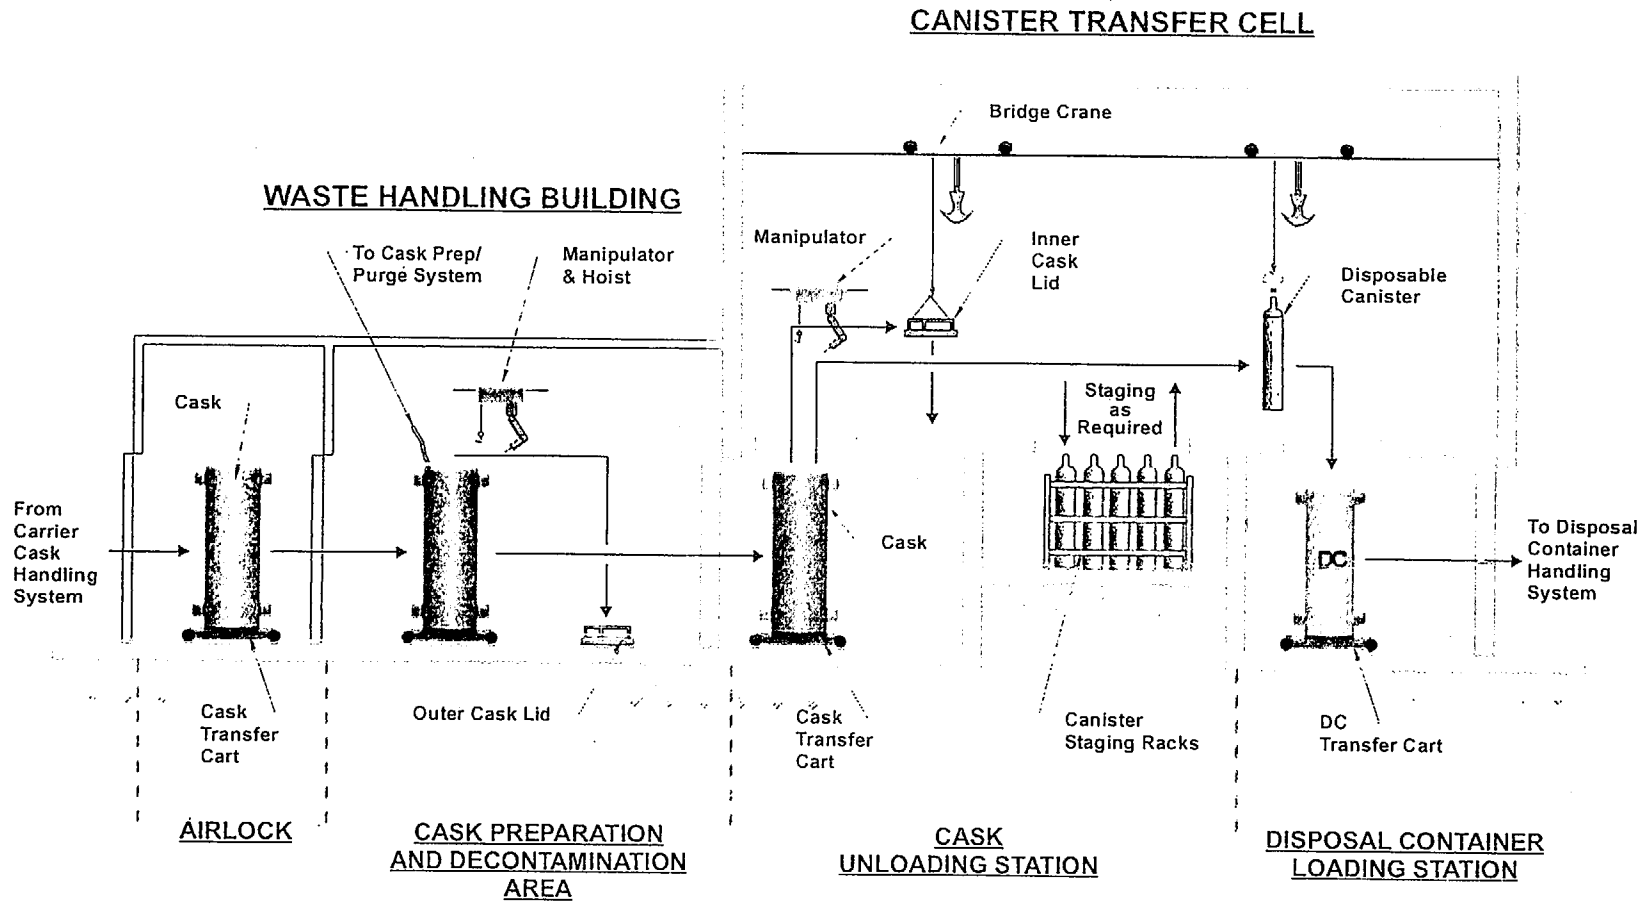 CANISTER TRANSFER CELL
Bridge Crane
WASTE HANDLING BUILDING
To Cask Prep/
Purge System
Manipulator
& Hoist
Manipulator
Inner
Cask
Lid
Disposable
Canister
Cask
Staging
as
Required
From
Carrier
Cask
Handling
System
Cask
DC
To Disposal
Container
Handling
System
Cask
Transfer
Cart
Outer Cask Lid
Cask
Transfer
Cart
Canister
Staging Racks
DC
Transfer Cart
AIRLOCK
CASK PREPARATION
AND DECONTAMINATION
AREA
CASK
UNLOADING STATION
DISPOSAL CONTAINER
LOADING STATION